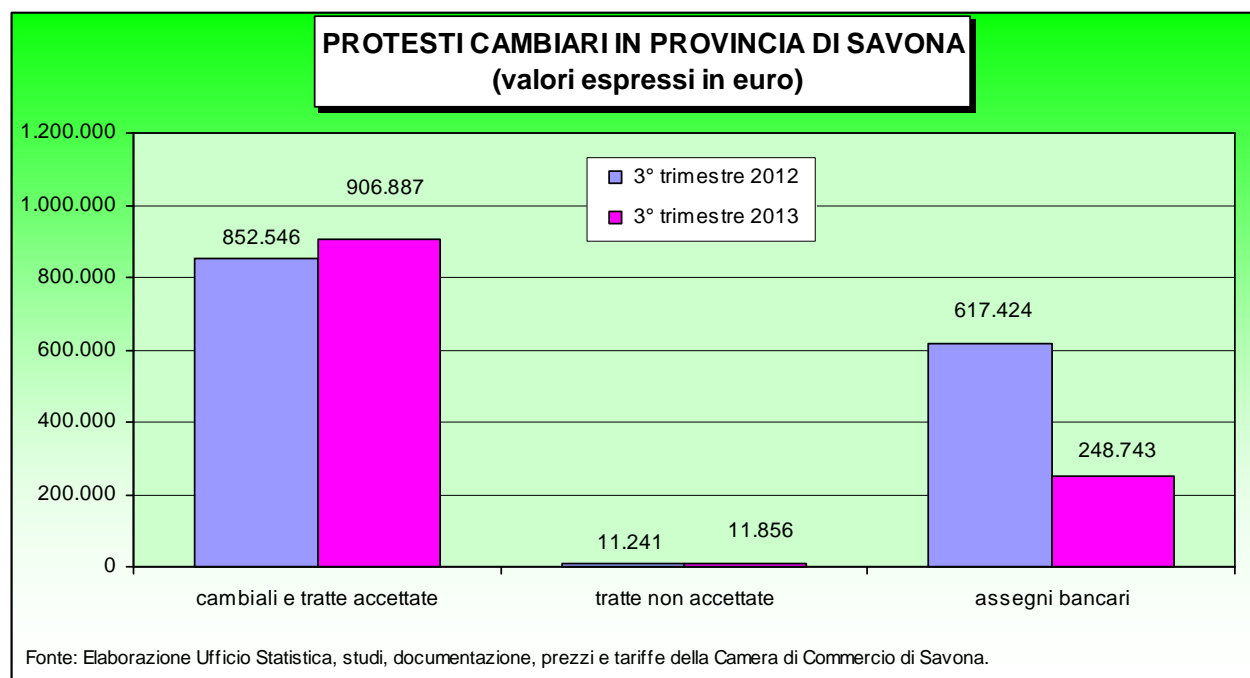 PROTESTI CAMBIARI IN PROVINCIA DI SAVONA
(valori espressi in euro)
1.200.000
1.000.000
800.000
600.000
400.000
200.000
0
3° trimestre 2012
3° trimestre 2013
852.546
906.887
11.241
11.856
617.424
248.743
cambiali e tratte accettate
tratte non accettate
assegni bancari
Fonte: Elaborazione Ufficio Statistica, studi, documentazione, prezzi e tariffe della Camera di Commercio di Savona.